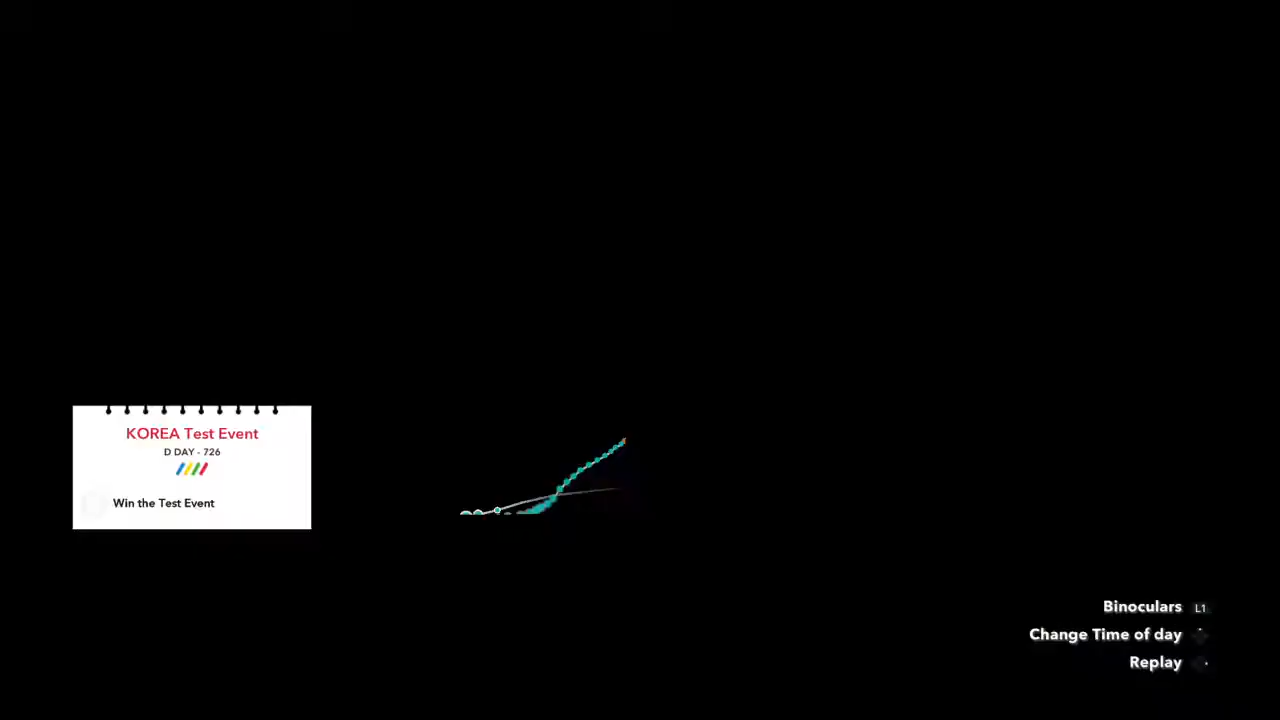 KOREA Test Event
D DAY - 726
Win the Test Event
Binoculars L1
Change Time of day
Replay